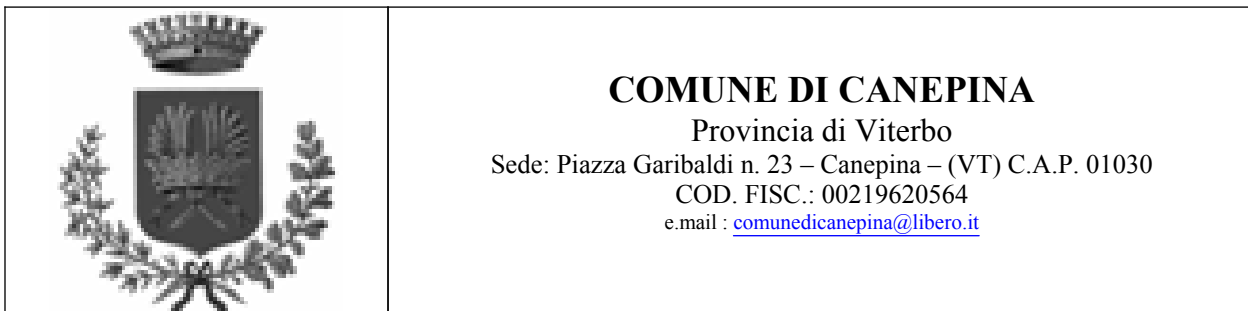 COMUNE DI CANEPINA
Provincia di Viterbo
Sede: Piazza Garibaldi n. 23 – Canepina – (VT) C.A.P. 01030
COD. FISC.: 00219620564
e.mail : comunedicanepina@libero.it